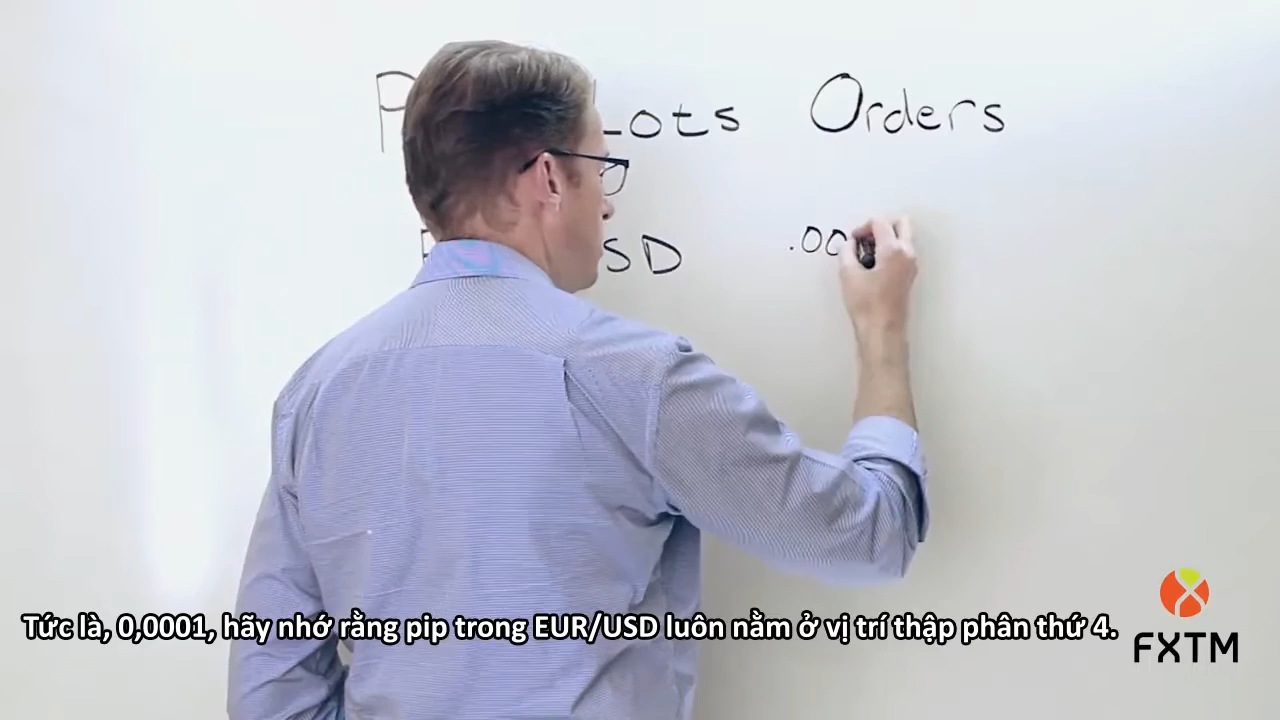 P Lots Orders
SD .00
Tức là, 0,0001, hãy nhớ rằng pip trong EUR/USD luôn nằm ở vị trí thập phân thứ 4.
FXTM